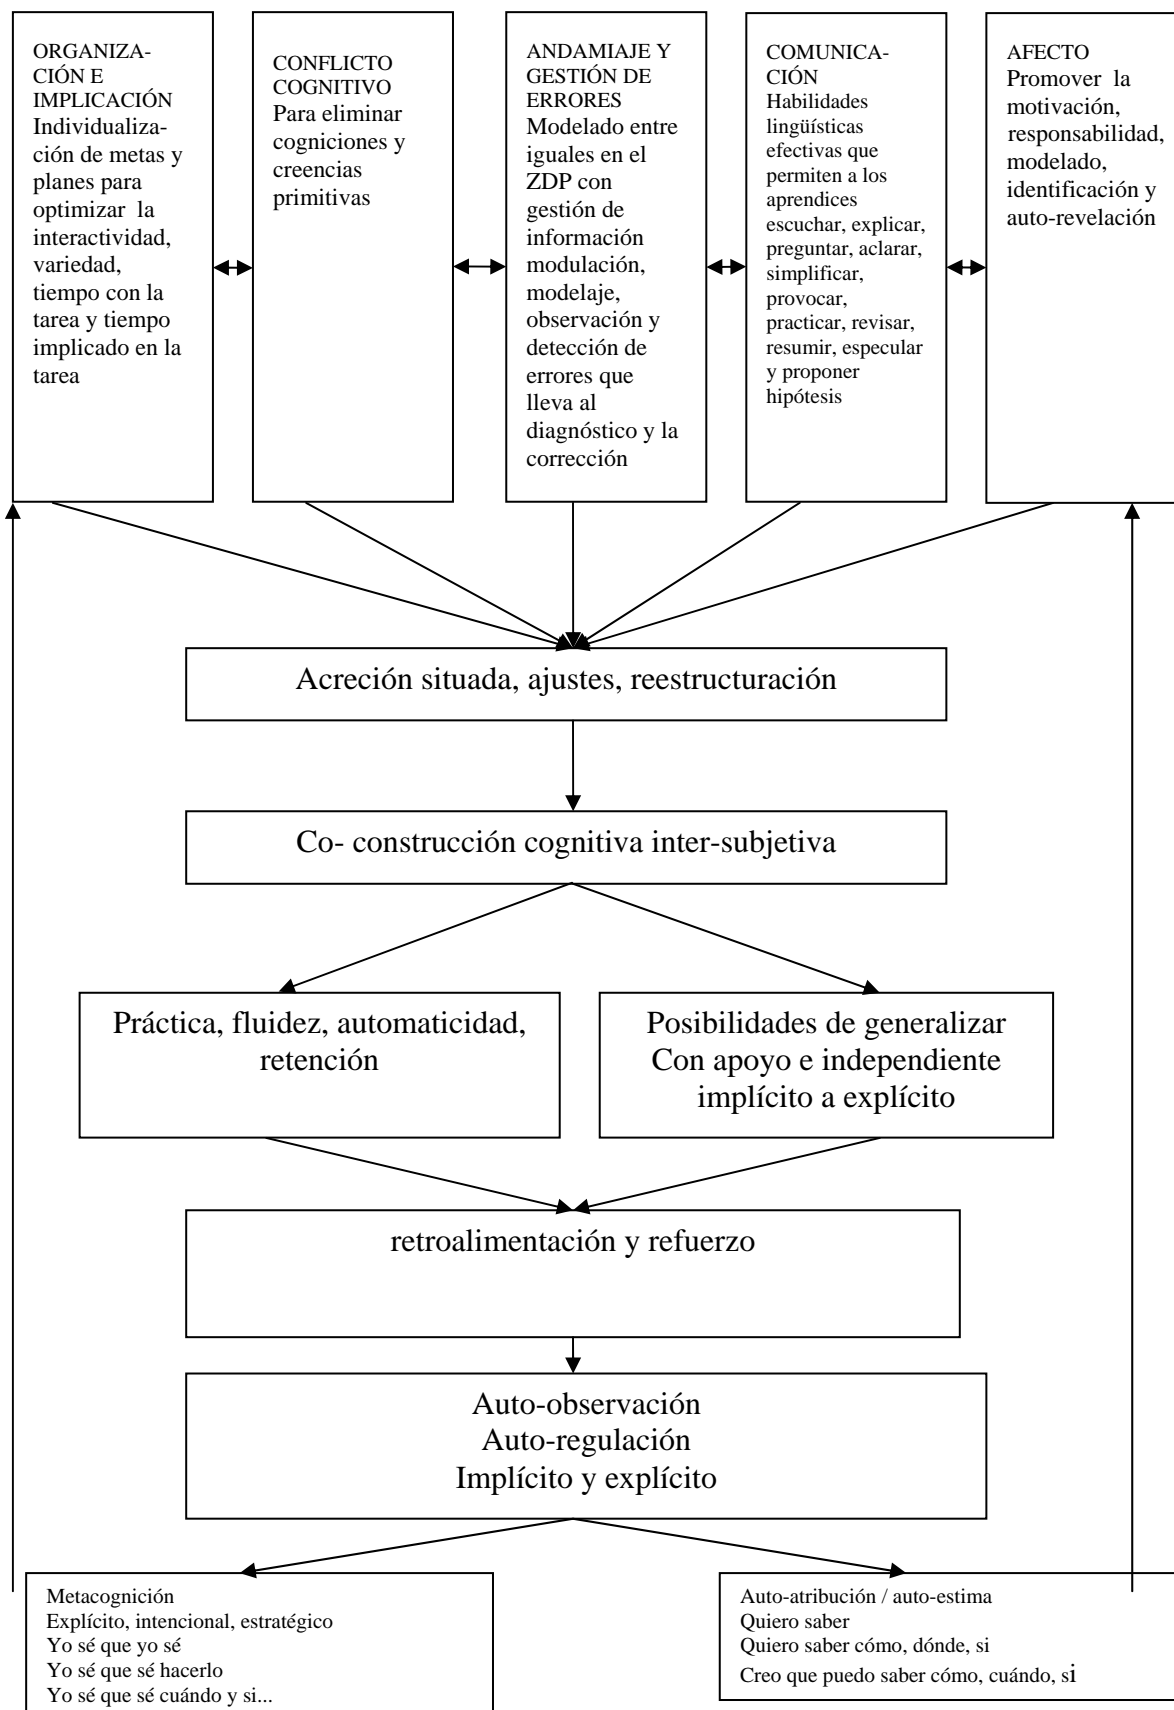 ORGANIZA-
CIÓN E
IMPLICACIÓN
Individualiza-
ción de metas y
planes para
optimizar la
interactividad,
variedad,
tiempo con la
tarea y tiempo
implicado en la
tarea
CONFLICTO
COGNITIVO
Para eliminar
cogniciones y
creencias
primitivas
ANDAMIAJE Y
GESTIÓN DE
ERRORES
Modelado entre
iguales en el
ZDP con
gestión de
información
modulación,
modelaje,
observación y
detección de
errores que
lleva al
diagnóstico y la
corrección
COMUNICA-
CIÓN
Habilidades
lingüísticas
efectivas que
permiten a los
aprendices
escuchar, explicar,
preguntar, aclarar,
simplificar,
provocar,
practicar, revisar,
resumir, especular
y proponer
hipótesis
AFECTO
Promover la
motivación,
responsabilidad,
modelado,
identificación y
auto-revelación
Acreción situada, ajustes, reestructuración
Co- construcción cognitiva inter-subjetiva
Práctica, fluidez, automaticidad,
retención
Posibilidades de generalizar
Con apoyo e independiente
implícito a explícito
retroalimentación y refuerzo
Auto-observación
Auto-regulación
Implícito y explícito
Metacognición
Explícito, intencional, estratégico
Yo sé que yo sé
Yo sé que sé hacerlo
Yo sé que sé cuándo y si...
Auto-atribución / auto-estima
Quiero saber
Quiero saber cómo, dónde, si
Creo que puedo saber cómo, cuándo, si